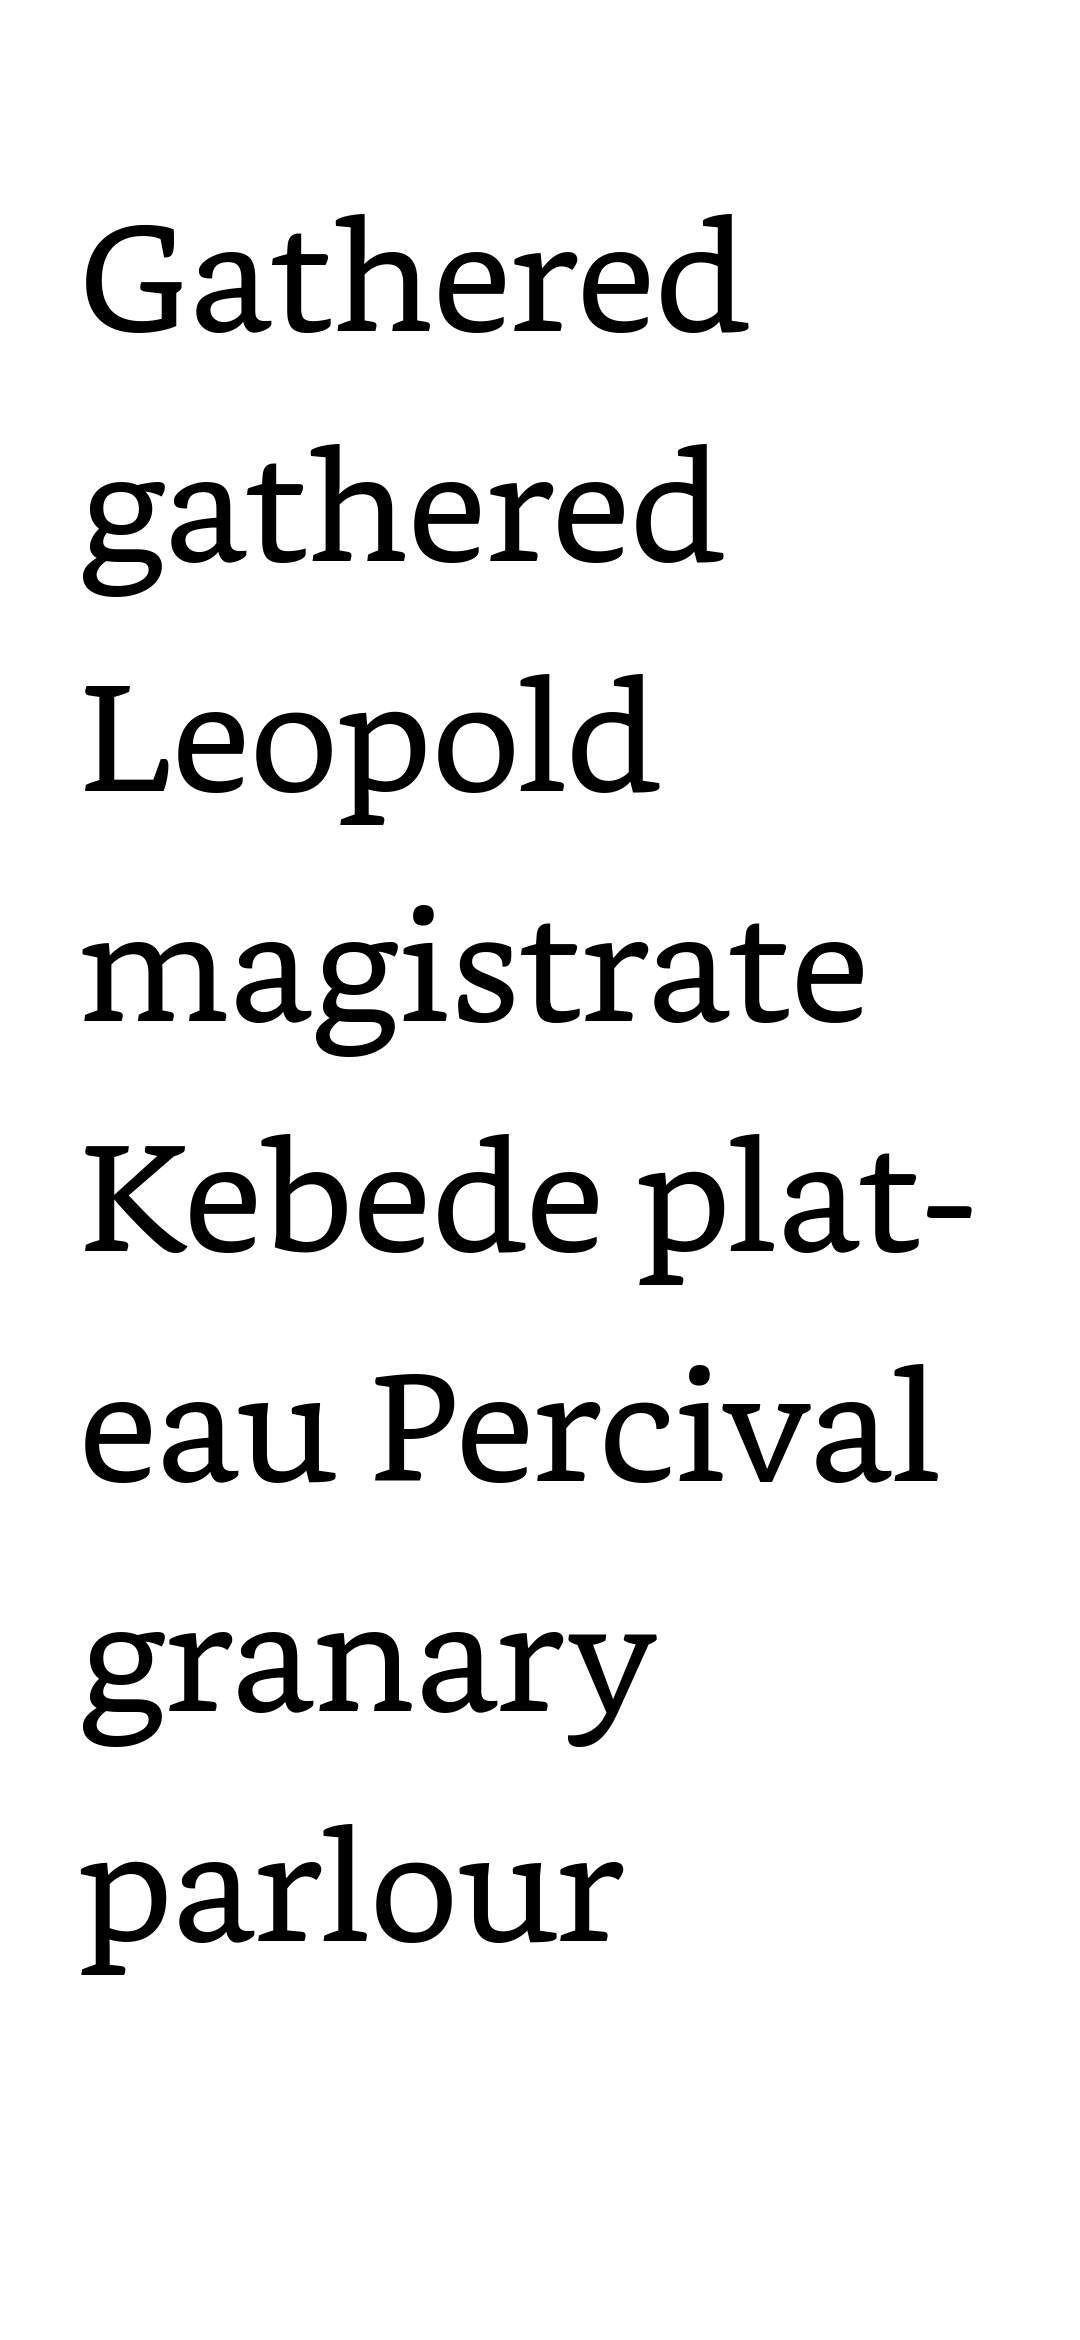 Gathered
gathered
Leopold
magistrate
Kebede plat-
eau Percival
granary
parlour